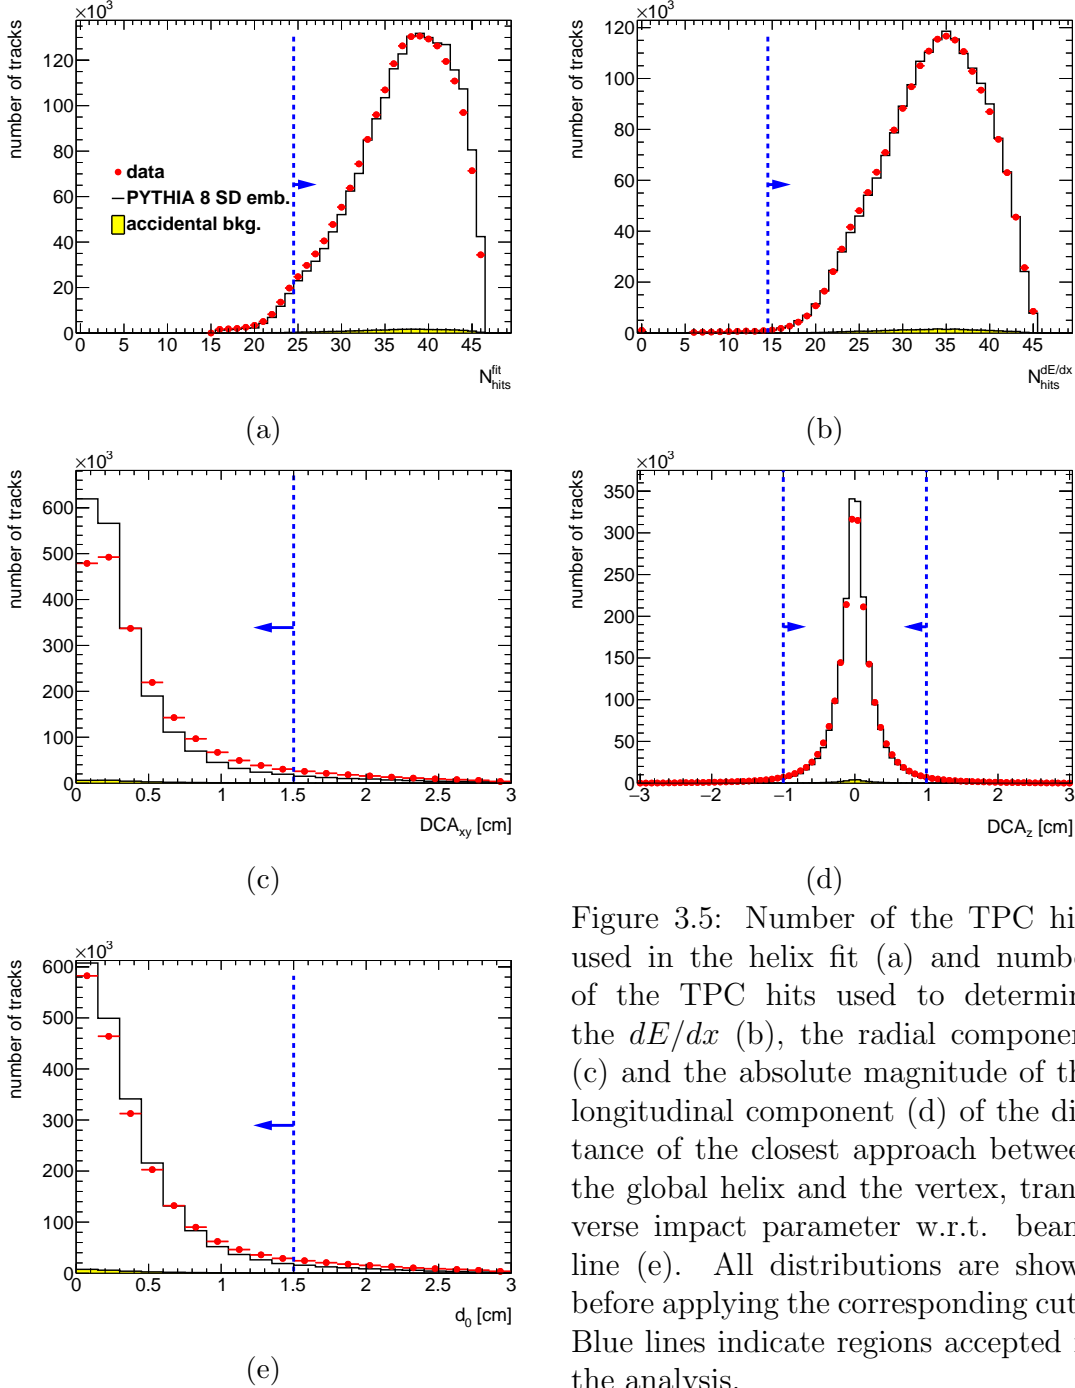 ×10³
number of tracks
120
100
80
60
40
20
0
data
PYTHIA 8 SD emb.
accidental bkg.
0 5 10 15 20 25 30 35 40 45
N^fit_hits
(a)
×10³
number of tracks
120
100
80
60
40
20
0
0 5 10 15 20 25 30 35 40 45
N^dE/dx_hits
(b)
×10³
number of tracks
600
500
400
300
200
100
0
0 0.5 1 1.5 2 2.5 3
DCA_xy [cm]
(c)
×10³
number of tracks
350
300
250
200
150
100
50
0
−3 −2 −1 0 1 2 3
DCA_z [cm]
(d)
×10³
number of tracks
600
500
400
300
200
100
0
0 0.5 1 1.5 2 2.5 3
d_0 [cm]
(e)
Figure 3.5: Number of the TPC hi
used in the helix fit (a) and numbe
of the TPC hits used to determin
the dE/dx (b), the radial componen
(c) and the absolute magnitude of th
longitudinal component (d) of the di
tance of the closest approach betwee
the global helix and the vertex, tran
verse impact parameter w.r.t. beam
line (e). All distributions are show
before applying the corresponding cut
Blue lines indicate regions accepted
the analysis.